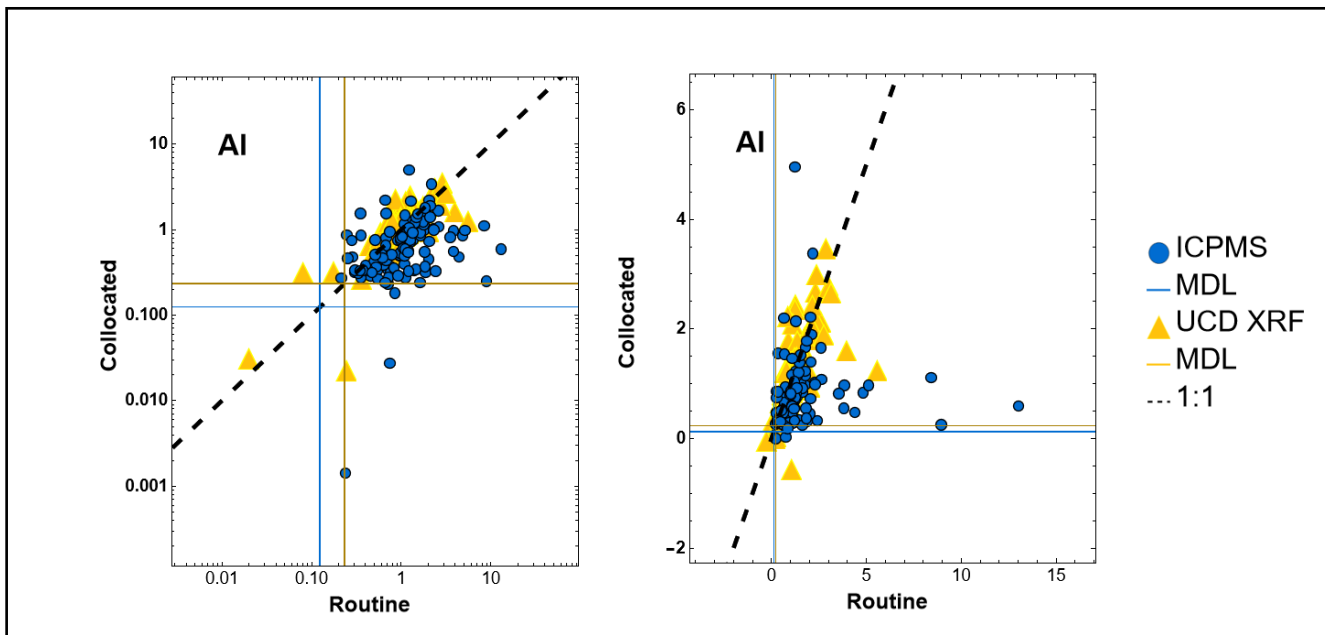 Al
10
1
0.100
0.010
0.001
Collocated
0.01
0.10
1
10
Routine
Al
6
4
2
0
−2
Collocated
0
5
10
15
Routine
ICPMS
MDL
UCD XRF
MDL
1:1